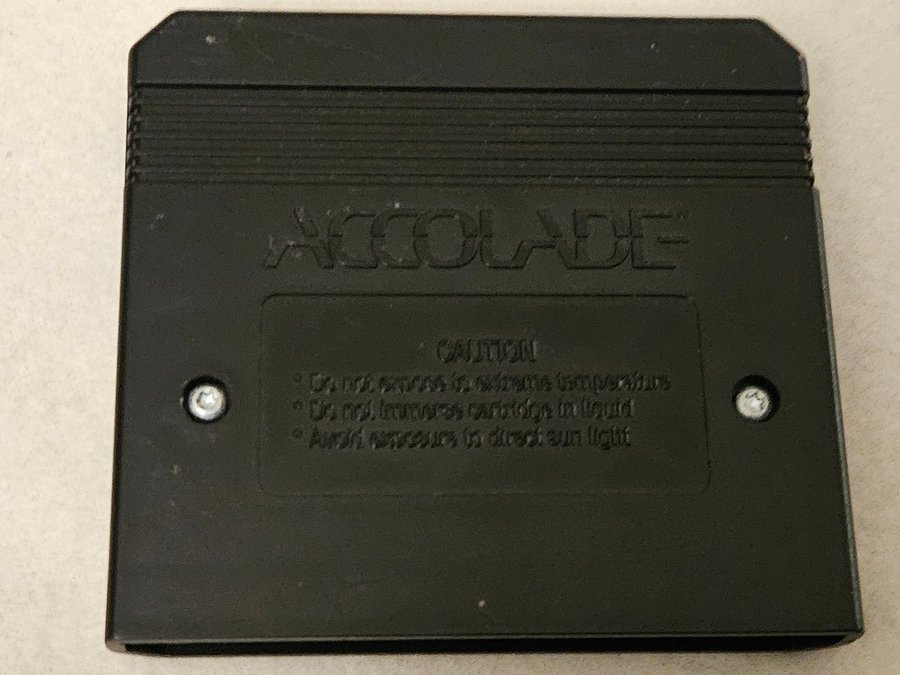 ACCOLADE
CAUTION
* Do not expose to extreme temperature
* Do not immerse cartridge in liquid
* Avoid exposure to direct sun light